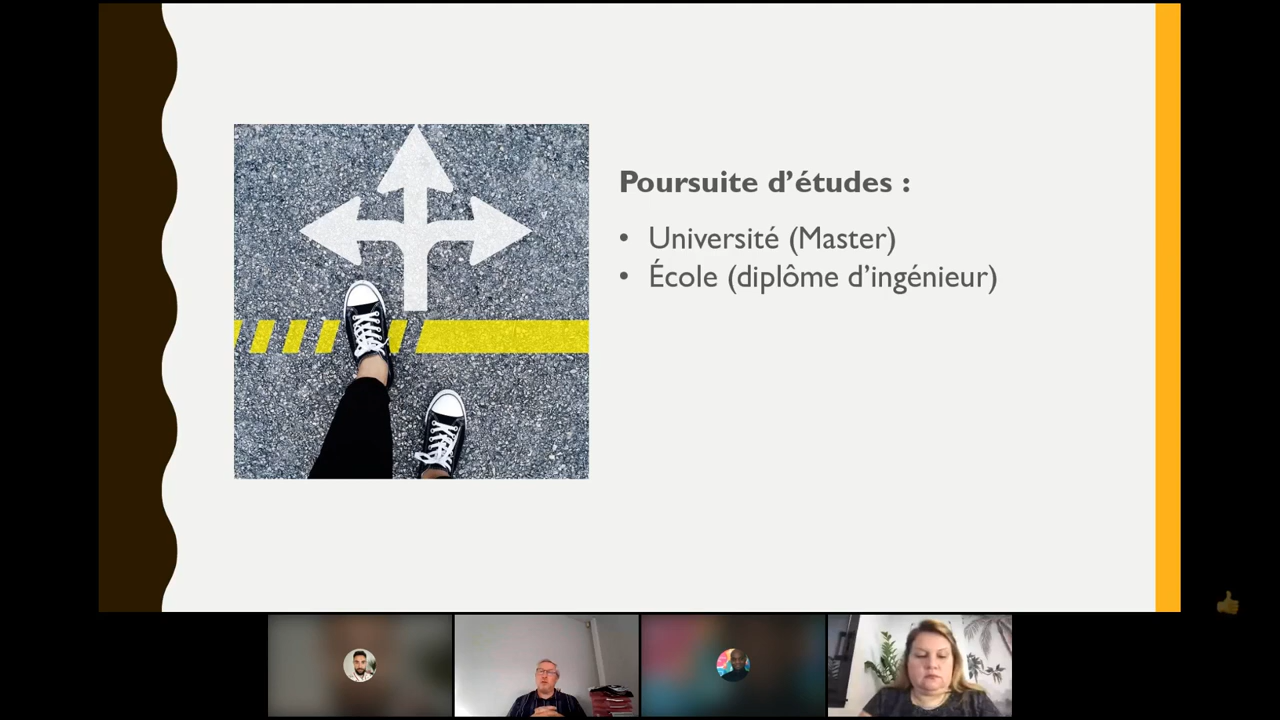 Poursuite d’études :
• Université (Master)
• École (diplôme d’ingénieur)